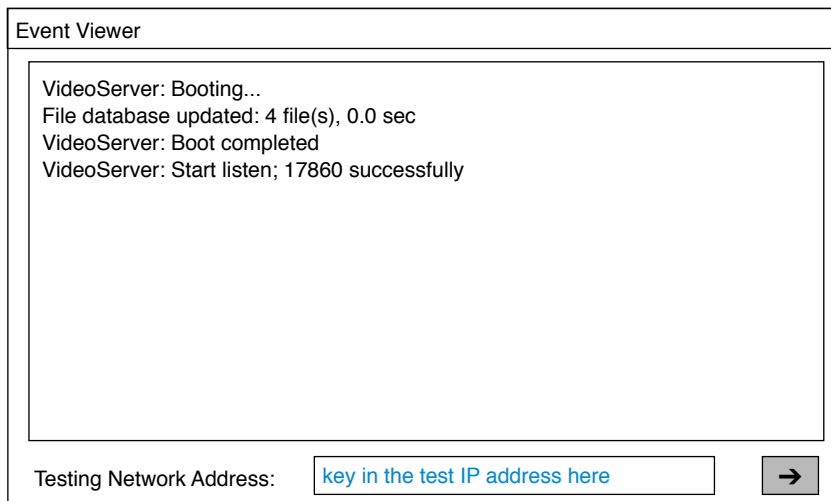 Event Viewer
VideoServer: Booting...
File database updated: 4 file(s), 0.0 sec
VideoServer: Boot completed
VideoServer: Start listen; 17860 successfully
Testing Network Address: key in the test IP address here ➔